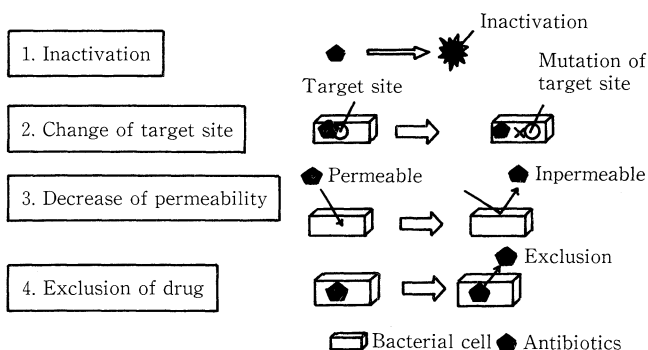 Inactivation
1. Inactivation
Target site
Mutation of
target site
2. Change of target site
Permeable
Inpermeable
3. Decrease of permeability
Exclusion
4. Exclusion of drug
Bacterial cell
Antibiotics